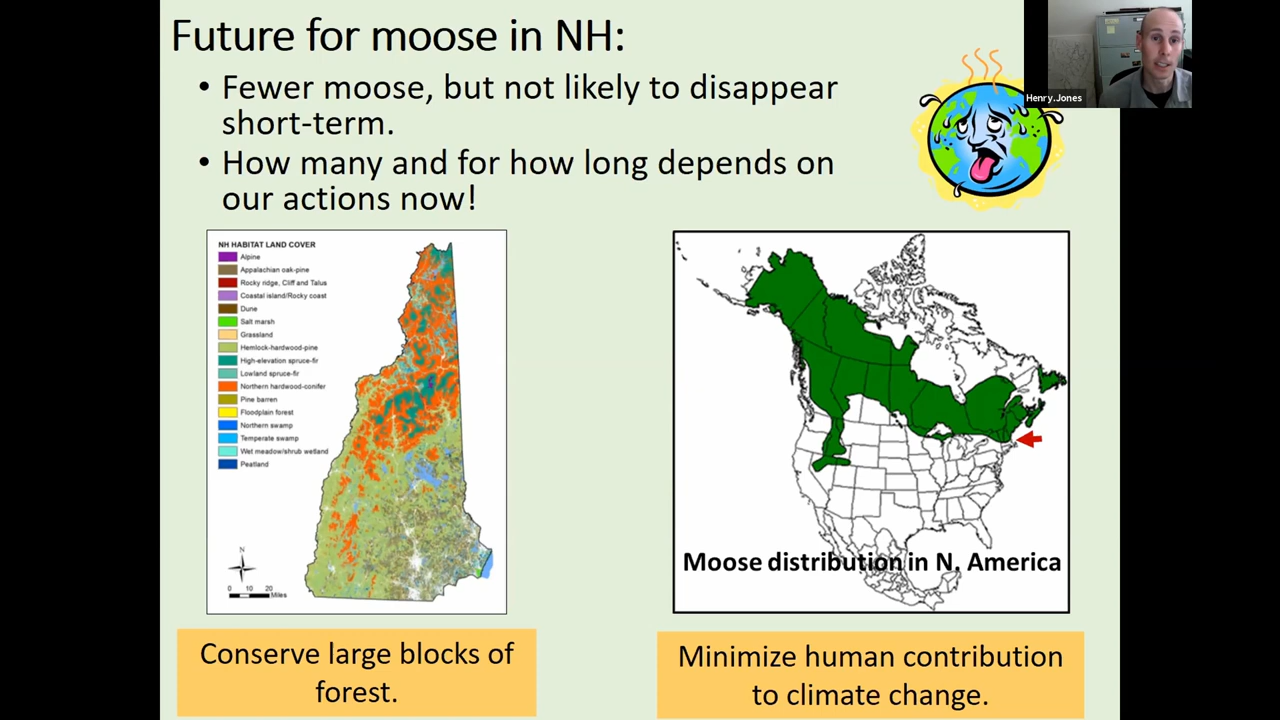 Future for moose in NH:
Henry.Jones
• Fewer moose, but not likely to disappear
short-term.
• How many and for how long depends on
our actions now!
NH HABITAT LAND COVER
Alpine
Appalachian oak-pine
Rocky ridge, Cliff and Talus
Coastal island/Rocky coast
Dune
Salt marsh
Grassland
Hemlock-hardwood-pine
High-elevation spruce-fir
Lowland spruce-fir
Northern hardwood-conifer
Pine barren
Floodplain forest
Northern swamp
Temperate swamp
Wet meadow/shrub wetland
Peatland
N
0 10 20
Miles
Moose distribution in N. America
Conserve large blocks of
forest.
Minimize human contribution
to climate change.